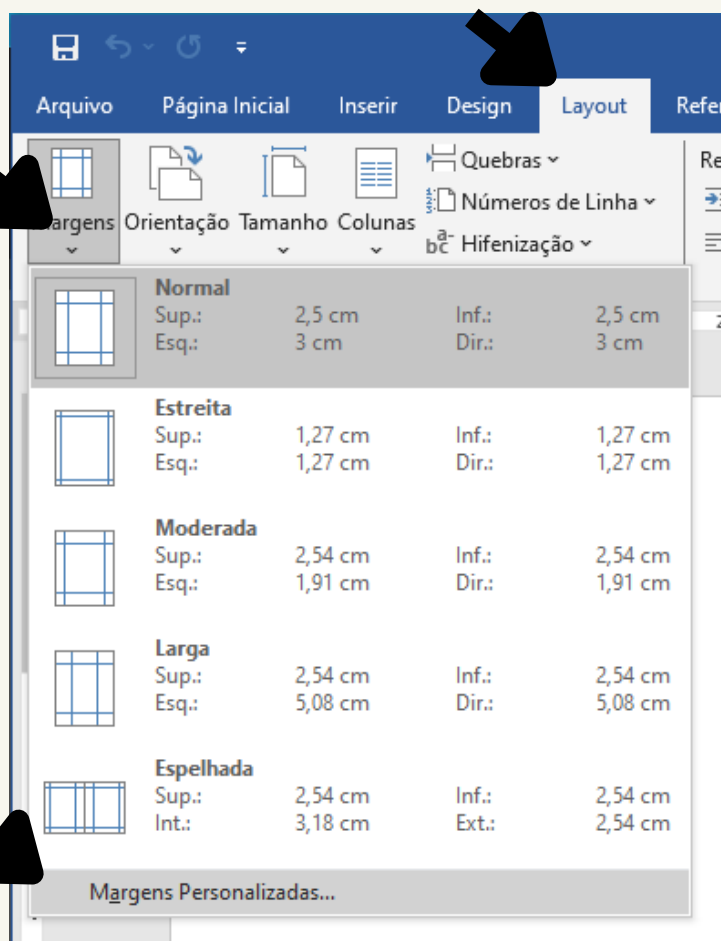 Arquivo Página Inicial Inserir Design Layout Refer
Margens Orientação Tamanho Colunas
Quebras
Números de Linha
Hifenização
Re
Normal
Sup.: 2,5 cm Inf.: 2,5 cm
Esq.: 3 cm Dir.: 3 cm
Estreita
Sup.: 1,27 cm Inf.: 1,27 cm
Esq.: 1,27 cm Dir.: 1,27 cm
Moderada
Sup.: 2,54 cm Inf.: 2,54 cm
Esq.: 1,91 cm Dir.: 1,91 cm
Larga
Sup.: 2,54 cm Inf.: 2,54 cm
Esq.: 5,08 cm Dir.: 5,08 cm
Espelhada
Sup.: 2,54 cm Inf.: 2,54 cm
Int.: 3,18 cm Ext.: 2,54 cm
Margens Personalizadas...